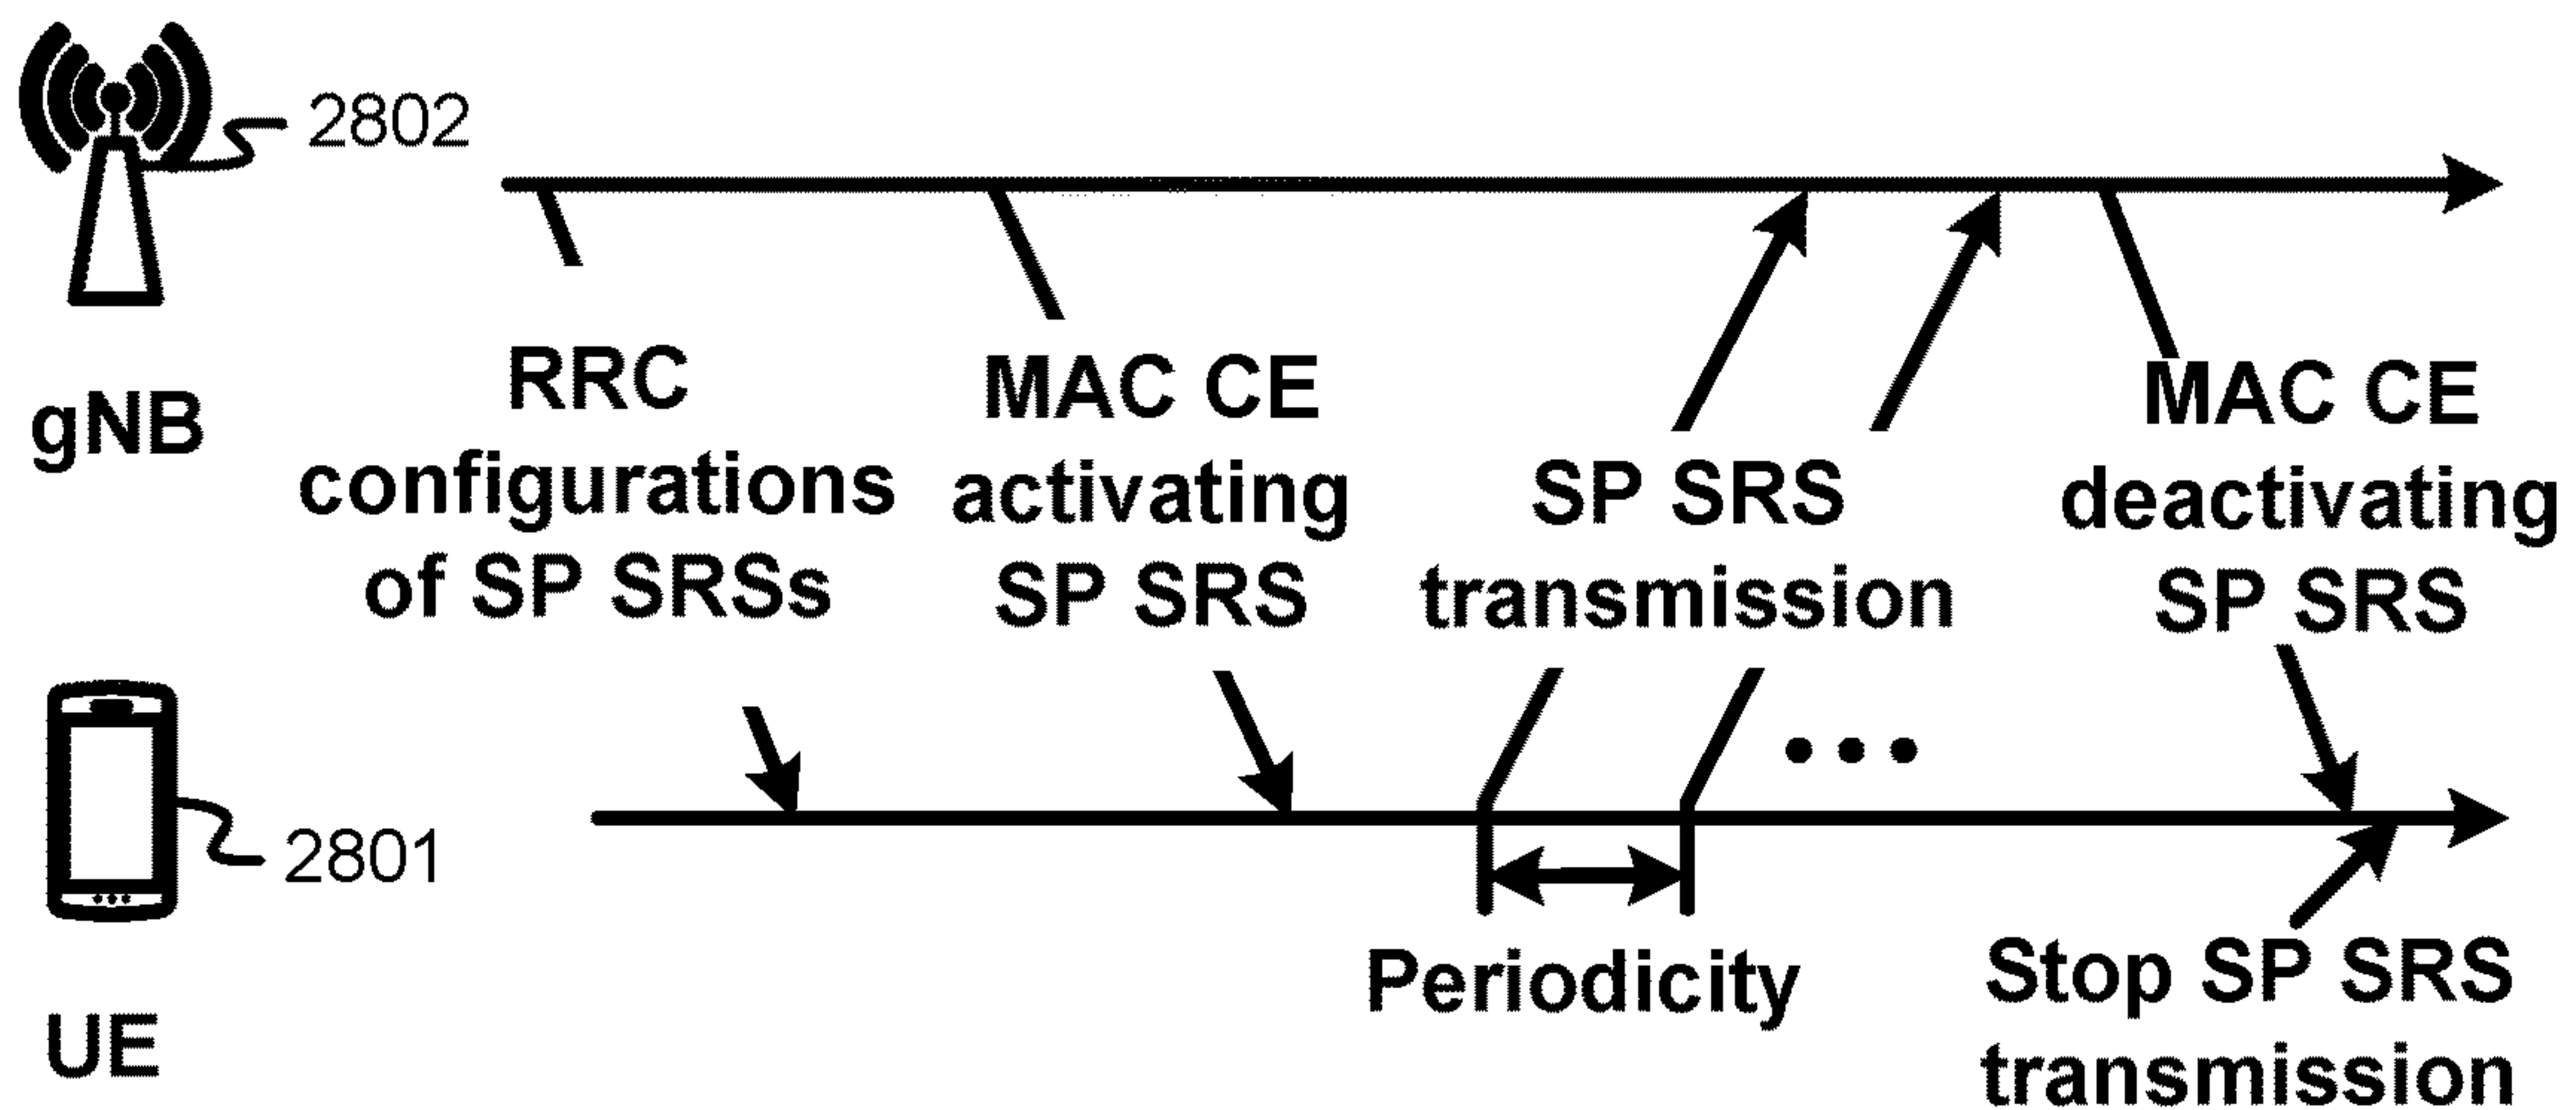 2802
gNB
RRC
configurations
of SP SRSs
MAC CE
activating
SP SRS
SP SRS
transmission
MAC CE
deactivating
SP SRS
2801
UE
Periodicity
Stop SP SRS
transmission